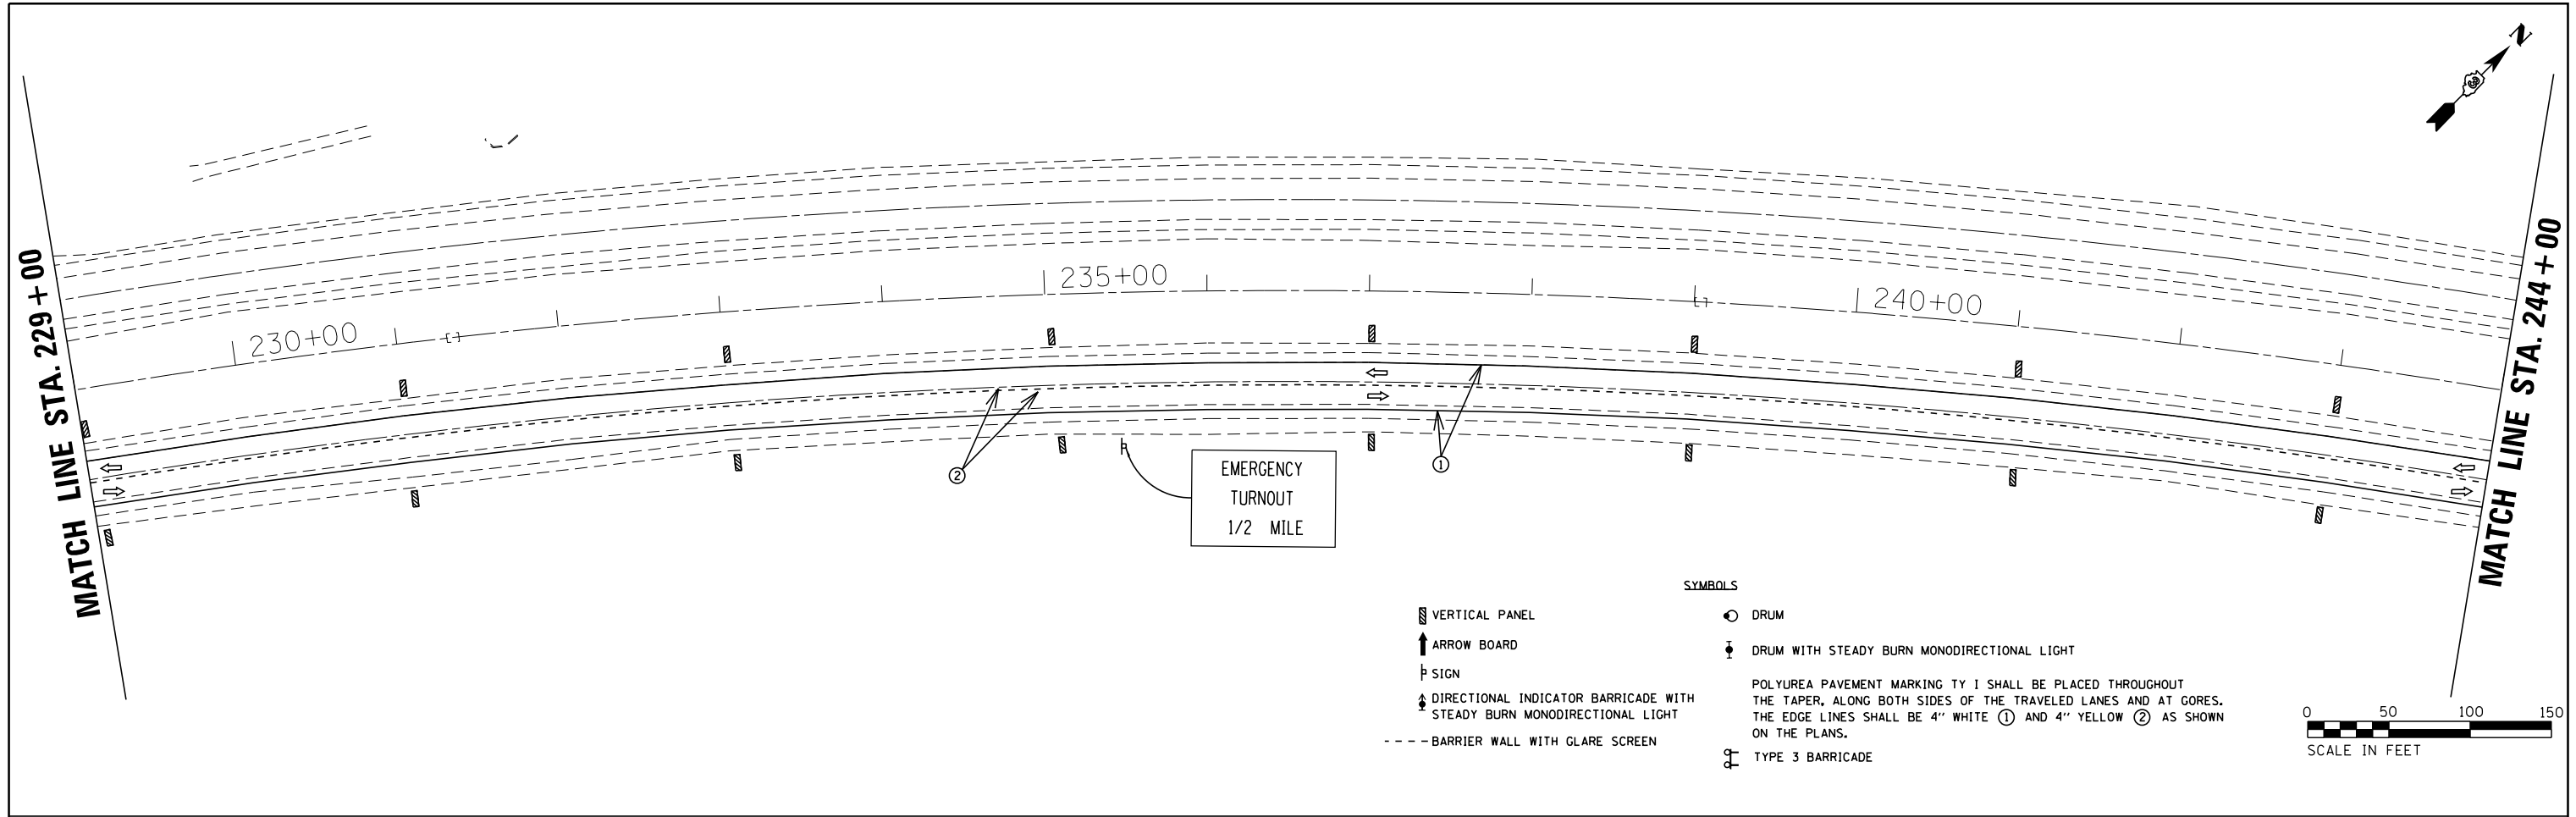 N
MATCH LINE STA. 229+00
230+00
235+00
240+00
MATCH LINE STA. 244+00
2
1
EMERGENCY
TURNOUT
1/2 MILE
SYMBOLS
VERTICAL PANEL
ARROW BOARD
SIGN
DIRECTIONAL INDICATOR BARRICADE WITH
STEADY BURN MONODIRECTIONAL LIGHT
BARRIER WALL WITH GLARE SCREEN
DRUM
DRUM WITH STEADY BURN MONODIRECTIONAL LIGHT
POLYUREA PAVEMENT MARKING TY I SHALL BE PLACED THROUGHOUT
THE TAPER, ALONG BOTH SIDES OF THE TRAVELED LANES AND AT GORES.
THE EDGE LINES SHALL BE 4'' WHITE 1 AND 4'' YELLOW 2 AS SHOWN
ON THE PLANS.
TYPE 3 BARRICADE
0 50 100 150
SCALE IN FEET